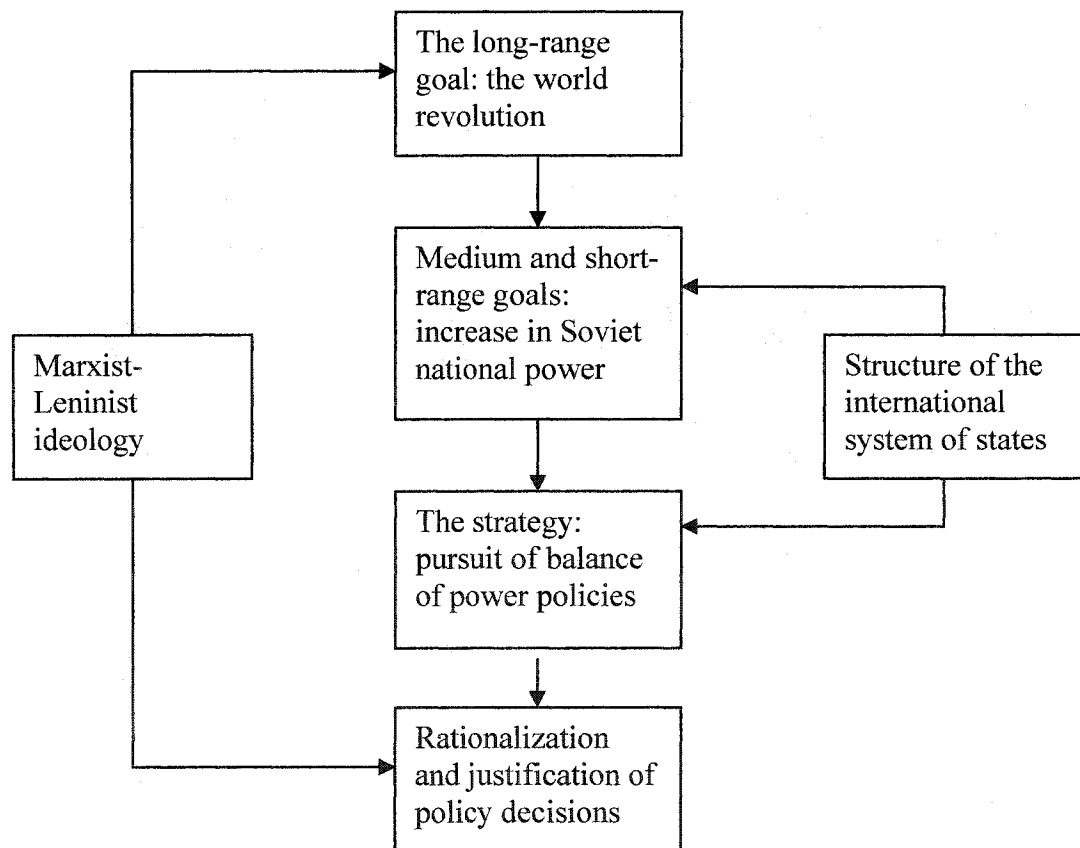 The long-range
goal: the world
revolution
Medium and short-
range goals:
increase in Soviet
national power
Marxist-
Leninist
ideology
Structure of the
international
system of states
The strategy:
pursuit of balance
of power policies
Rationalization
and justification of
policy decisions